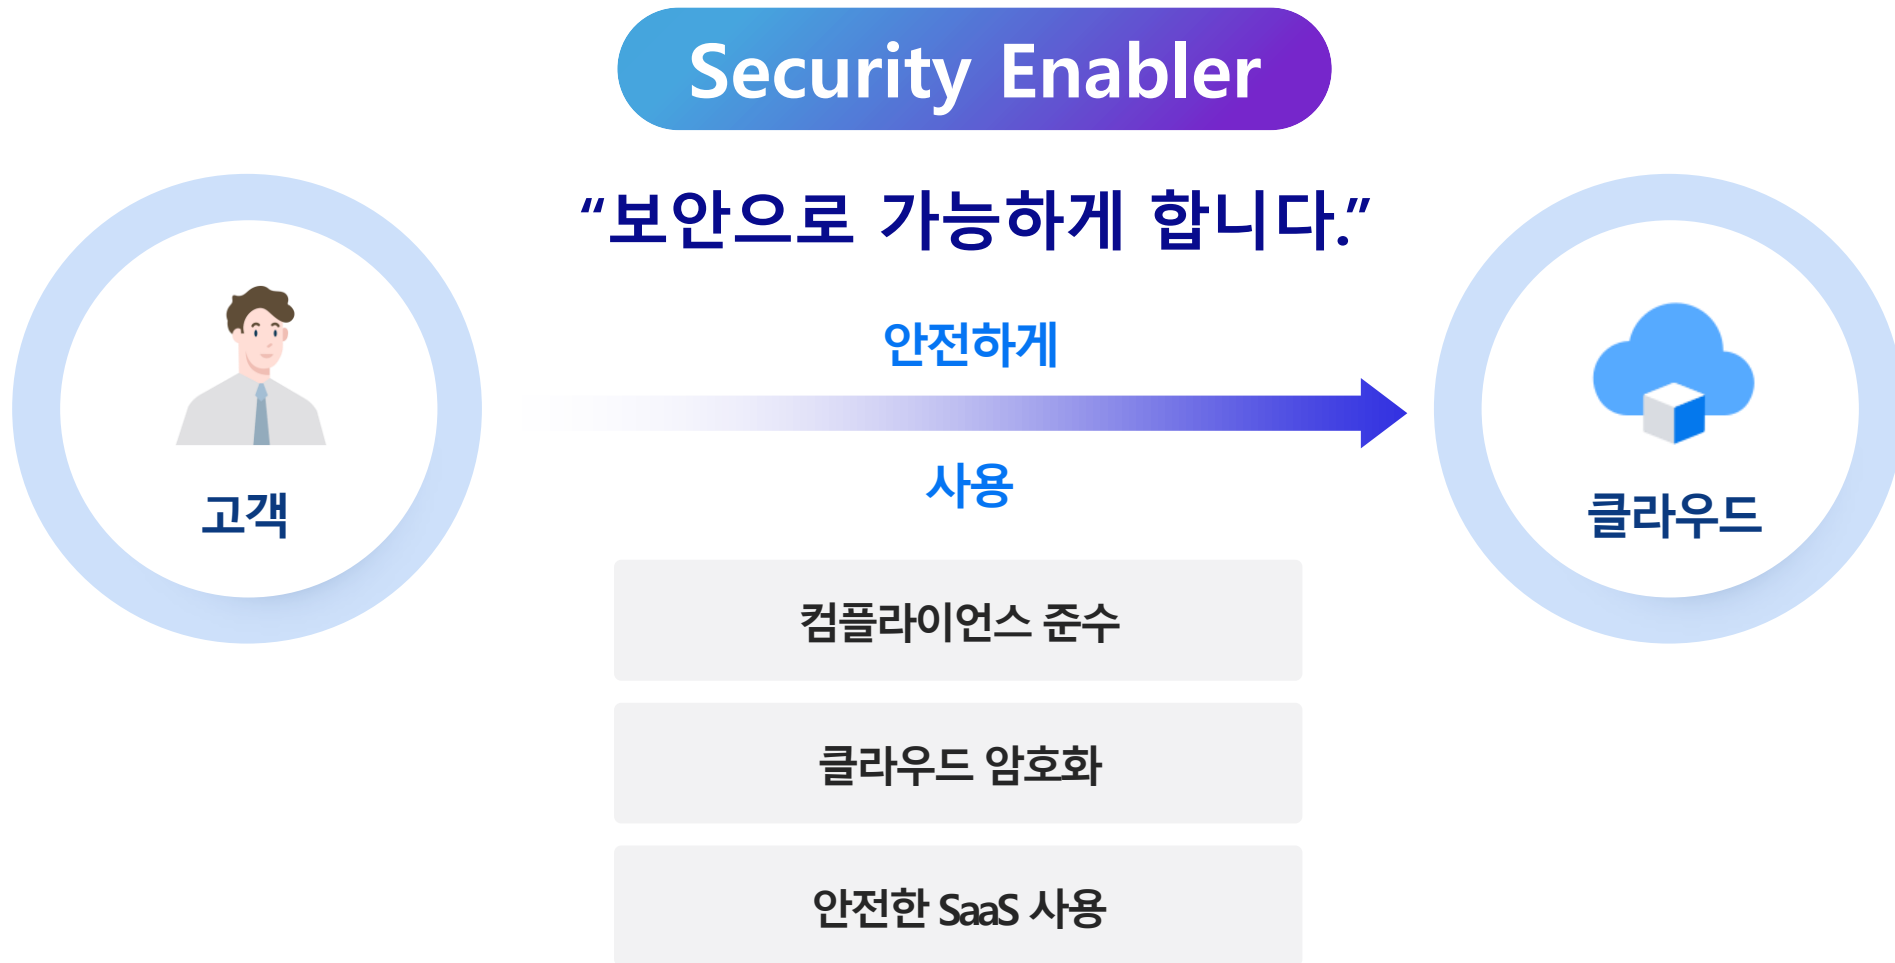 Security Enabler
“보안으로 가능하게 합니다.”
안전하게
사용
고객
클라우드
컴플라이언스 준수
클라우드 암호화
안전한 SaaS 사용